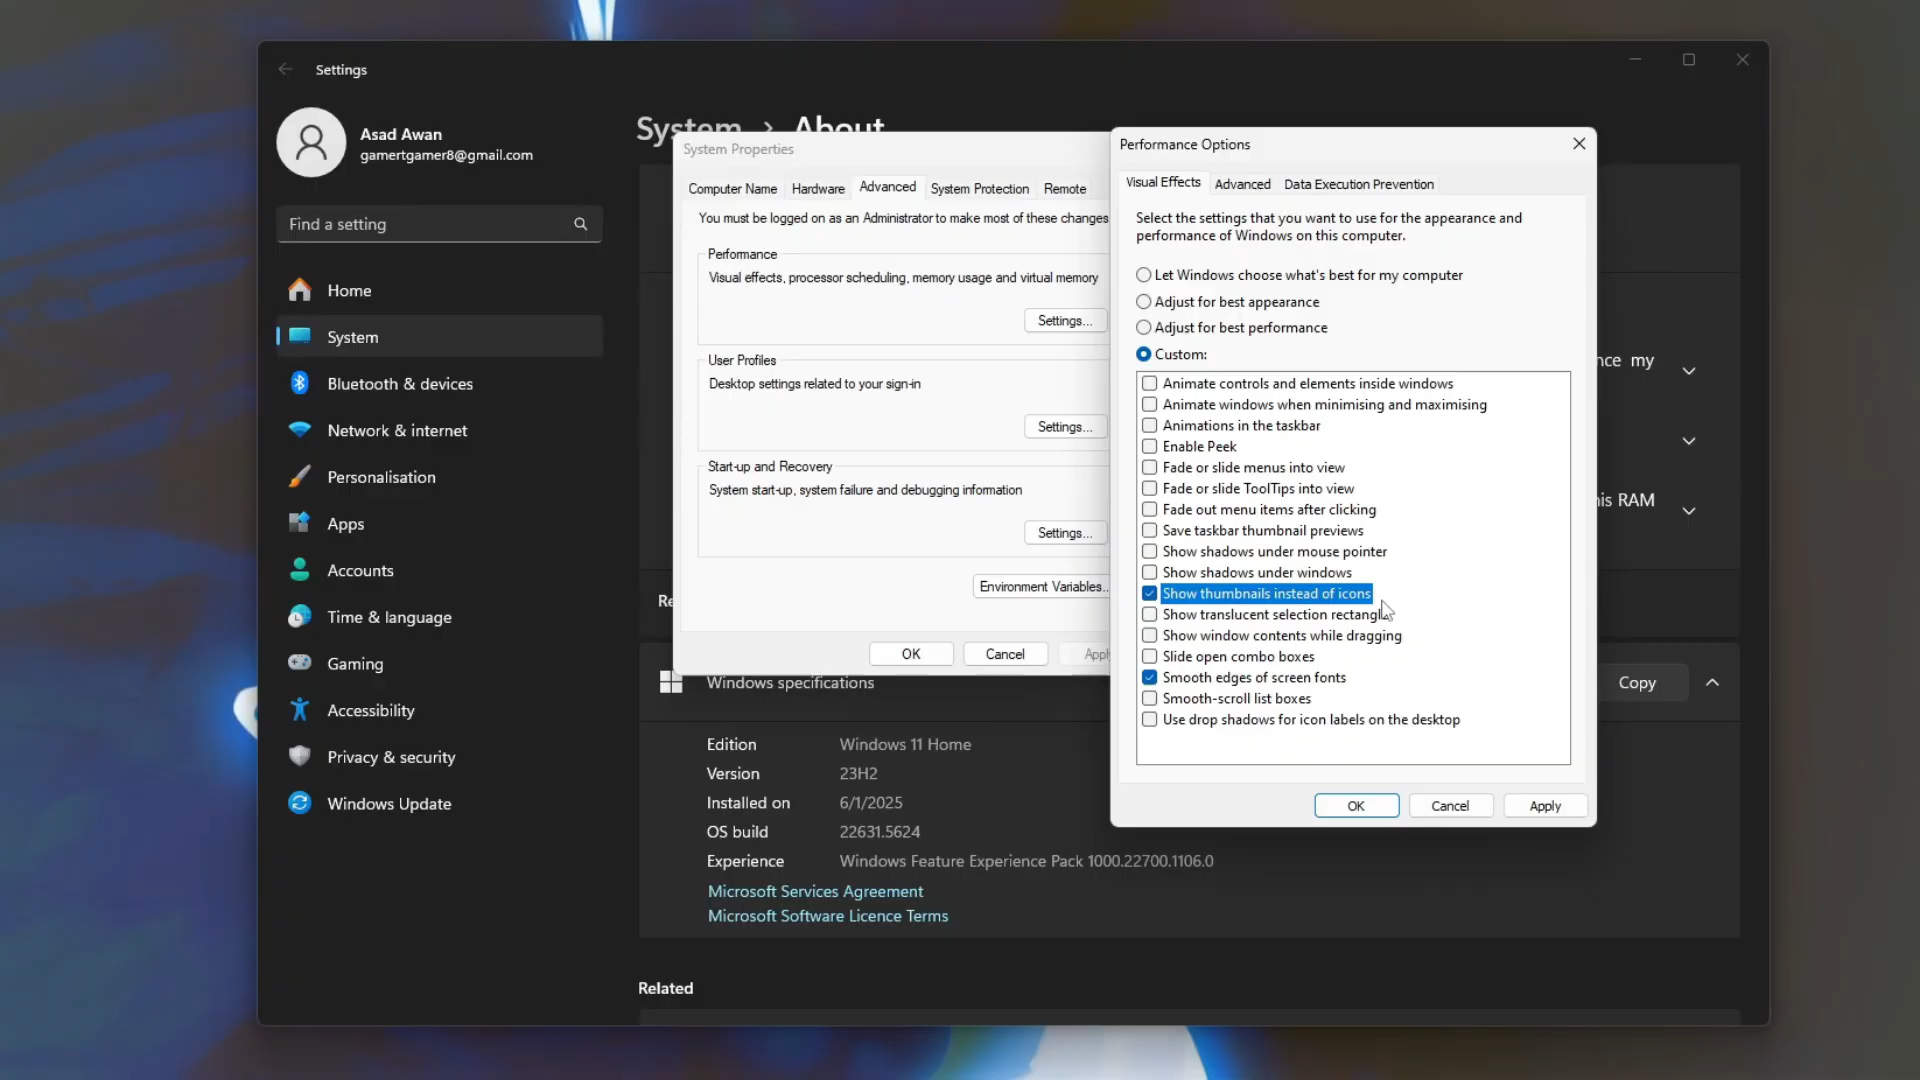 Settings
Asad Awan
gamertgamer8@gmail.com
Find a setting
Home
System
Bluetooth & devices
Network & internet
Personalisation
Apps
Accounts
Time & language
Gaming
Accessibility
Privacy & security
Windows Update
System > About
System Properties
Computer Name Hardware Advanced System Protection Remote
You must be logged on as an Administrator to make most of these changes
Performance
Visual effects, processor scheduling, memory usage and virtual memory
Settings...
User Profiles
Desktop settings related to your sign-in
Settings...
Start-up and Recovery
System start-up, system failure and debugging information
Settings...
Environment Variables..
OK Cancel Apply
Performance Options
Visual Effects Advanced Data Execution Prevention
Select the settings that you want to use for the appearance and
performance of Windows on this computer.
Let Windows choose what's best for my computer
Adjust for best appearance
Adjust for best performance
Custom:
Animate controls and elements inside windows
Animate windows when minimising and maximising
Animations in the taskbar
Enable Peek
Fade or slide menus into view
Fade or slide ToolTips into view
Fade out menu items after clicking
Save taskbar thumbnail previews
Show shadows under mouse pointer
Show shadows under windows
Show thumbnails instead of icons
Show translucent selection rectangle
Show window contents while dragging
Slide open combo boxes
Smooth edges of screen fonts
Smooth-scroll list boxes
Use drop shadows for icon labels on the desktop
OK Cancel Apply
my
RAM
Windows specifications
Copy
Edition Windows 11 Home
Version 23H2
Installed on 6/1/2025
OS build 22631.5624
Experience Windows Feature Experience Pack 1000.22700.1106.0
Microsoft Services Agreement
Microsoft Software Licence Terms
Related